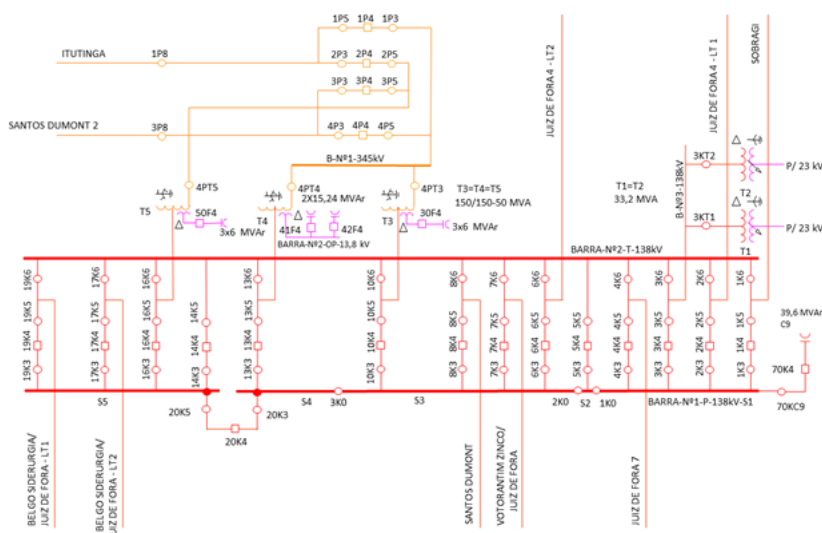 1P5 1P4 1P3
ITUTINGA
1P8
2P3 2P4 2P5
3P3 3P4 3P5
SANTOS DUMONT 2
3P8
4P3 4P4 4P5
JUIZ DE FORA 4 - LT2
JUIZ DE FORA 4 - LT 1
SOBRAGI
B-Nº1-345kV
4PT5
4PT4
4PT3
T3=T4=T5
150/150-50 MVA
2X15,24 MVAr
T5
50F4
3x6 MVAr
T4
41F4
42F4
BARRA-Nº2-OP-13,8 kV
T3
30F4
3x6 MVAr
T1=T2
33,2 MVA
B-Nº3-138kV
3KT2
P/ 23 kV
T2
3KT1
P/ 23 kV
T1
BARRA-Nº2-T-138kV
19K6
19K5
19K4
19K3
17K6
17K5
17K4
17K3
16K6
16K5
16K4
16K3
14K5
14K4
14K3
13K6
13K5
13K4
13K3
10K6
10K5
10K4
10K3
8K6
8K5
8K4
8K3
7K6
7K5
7K4
7K3
6K6
6K5
6K4
6K3
5K5
5K4
5K3
4K6
4K5
4K4
4K3
3K6
3K5
3K4
3K3
2K6
2K5
2K4
2K3
1K6
1K5
1K4
1K3
39,6 MVAr
C9
70K4
70KC9
S5
20K5
20K4
20K3
S4
3K0
S3
2K0
S2
1K0
BARRA-Nº1-P-138kV-S1
BELGO SIDERURGIA/
JUIZ DE FORA - LT1
BELGO SIDERURGIA/
JUIZ DE FORA - LT2
SANTOS DUMONT
VOTORANTIM ZINCO/
JUIZ DE FORA
JUIZ DE FORA 7